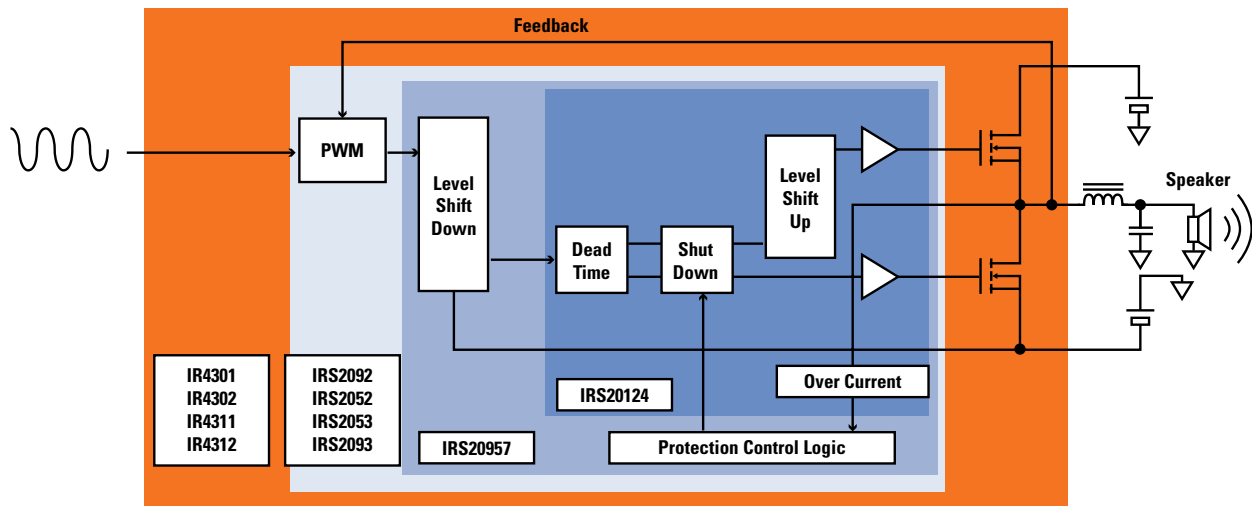 Feedback
PWM
Level
Shift
Down
Dead
Time
Shut
Down
Level
Shift
Up
Speaker
IR4301
IR4302
IR4311
IR4312
IRS2092
IRS2052
IRS2053
IRS2093
IRS20957
IRS20124
Over Current
Protection Control Logic